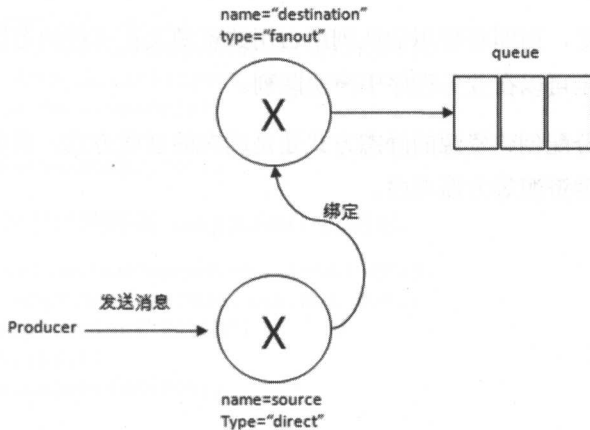 name=“destination”
type=“fanout”
queue
X
绑定
发送消息
Producer
X
name=source
Type=“direct”